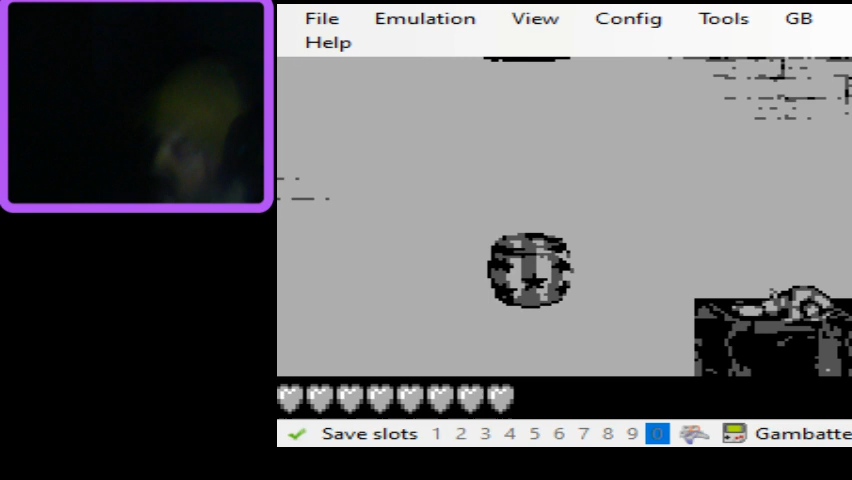 File Emulation View Config Tools GB
Help
Save slots 1 2 3 4 5 6 7 8 9 0 Gambatte